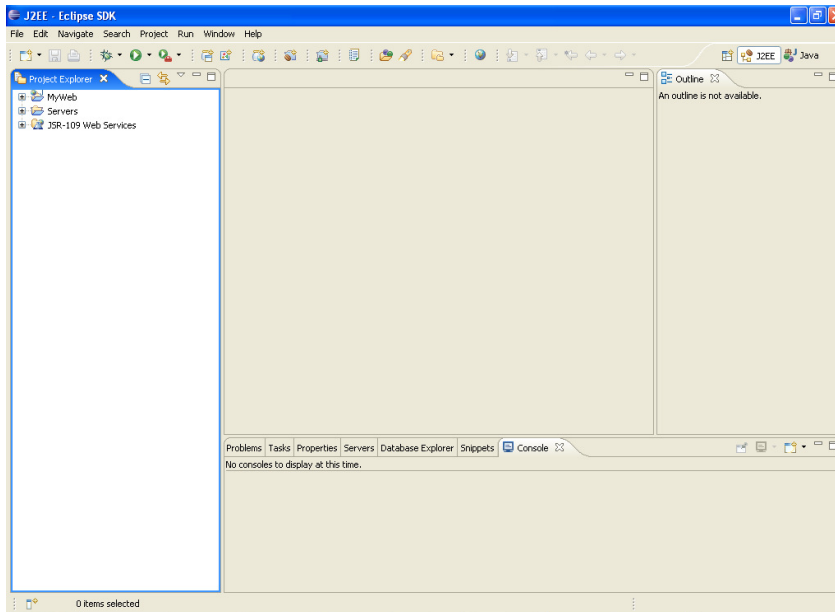 J2EE - Eclipse SDK
File Edit Navigate Search Project Run Window Help
J2EE Java
Project Explorer
MyWeb
Servers
JSR-109 Web Services
Outline
An outline is not available.
Problems Tasks Properties Servers Database Explorer Snippets Console
No consoles to display at this time.
0 items selected